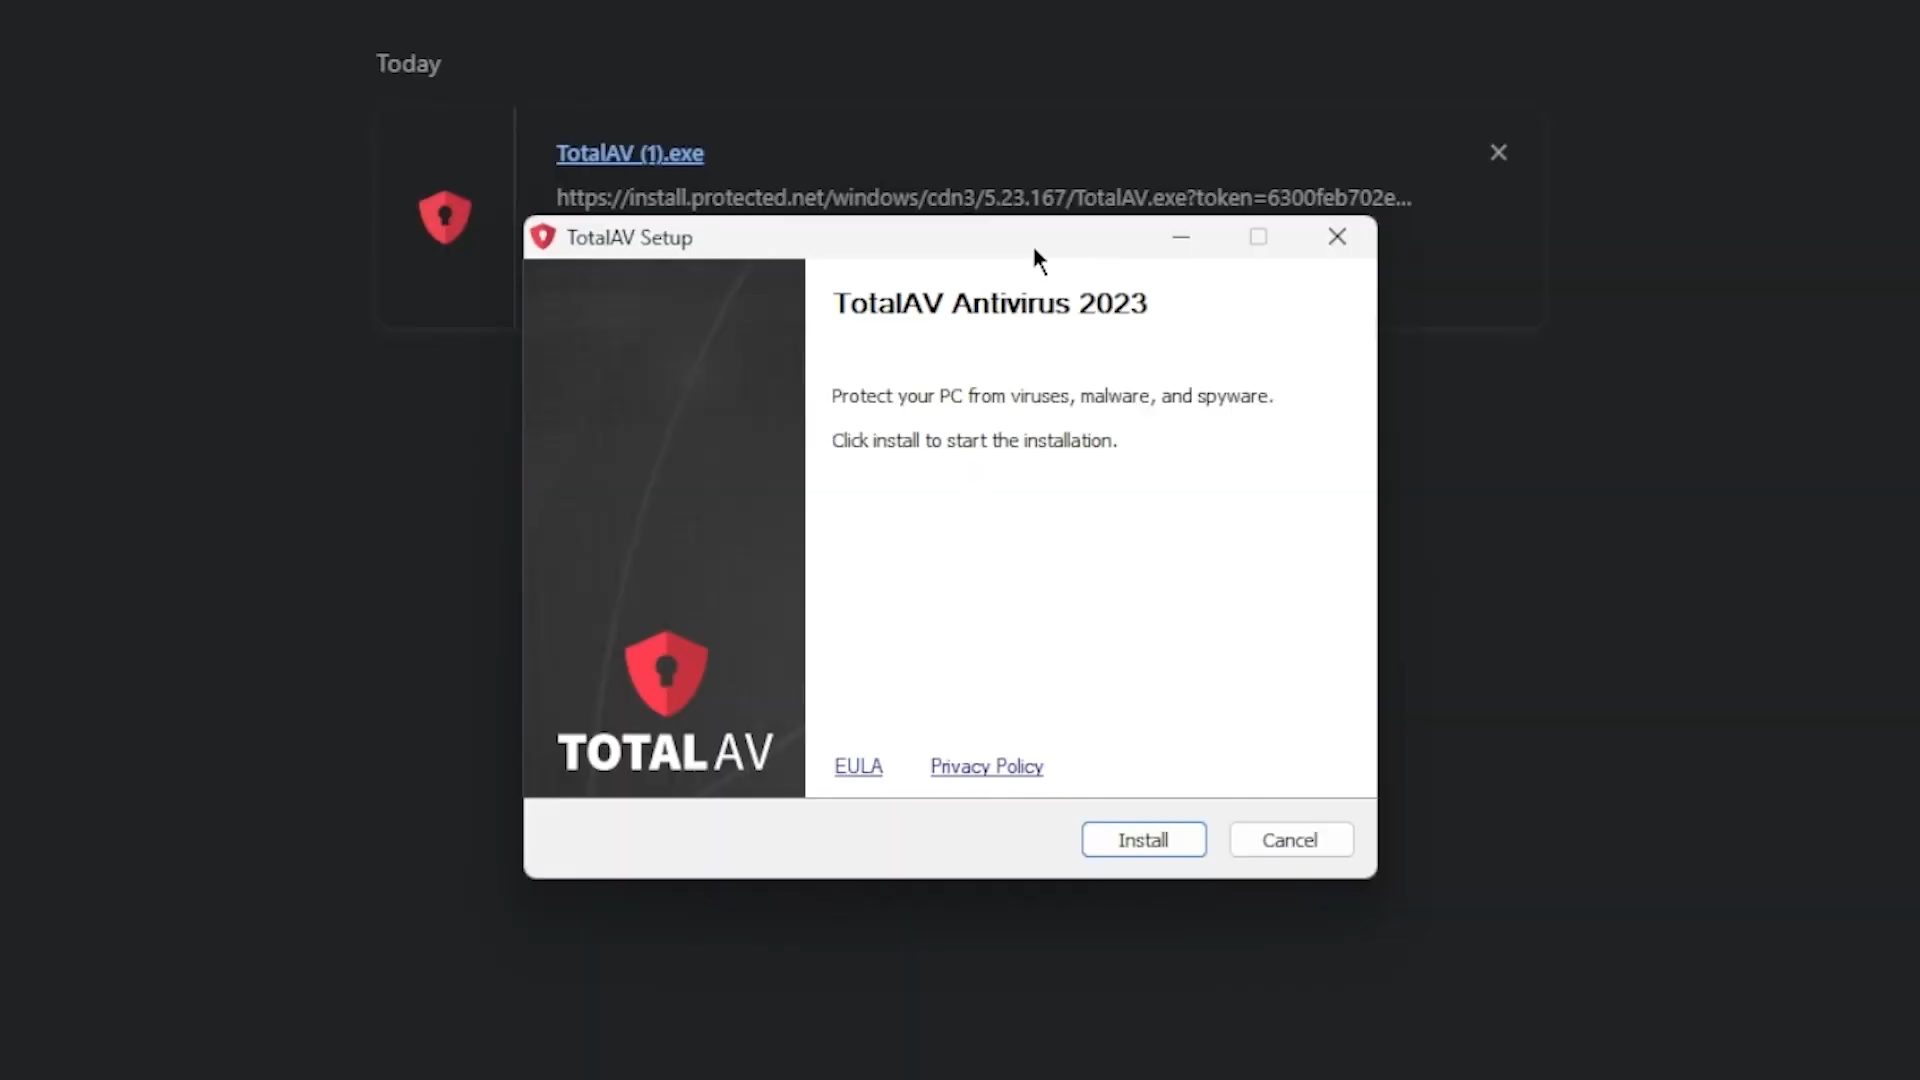 Today
TotalAV (1).exe
https://install.protected.net/windows/cdn3/5.23.167/TotalAV.exe?token=6300feb702e...
TotalAV Setup
TotalAV Antivirus 2023
Protect your PC from viruses, malware, and spyware.
Click install to start the installation.
TOTALAV
EULA Privacy Policy
Install Cancel